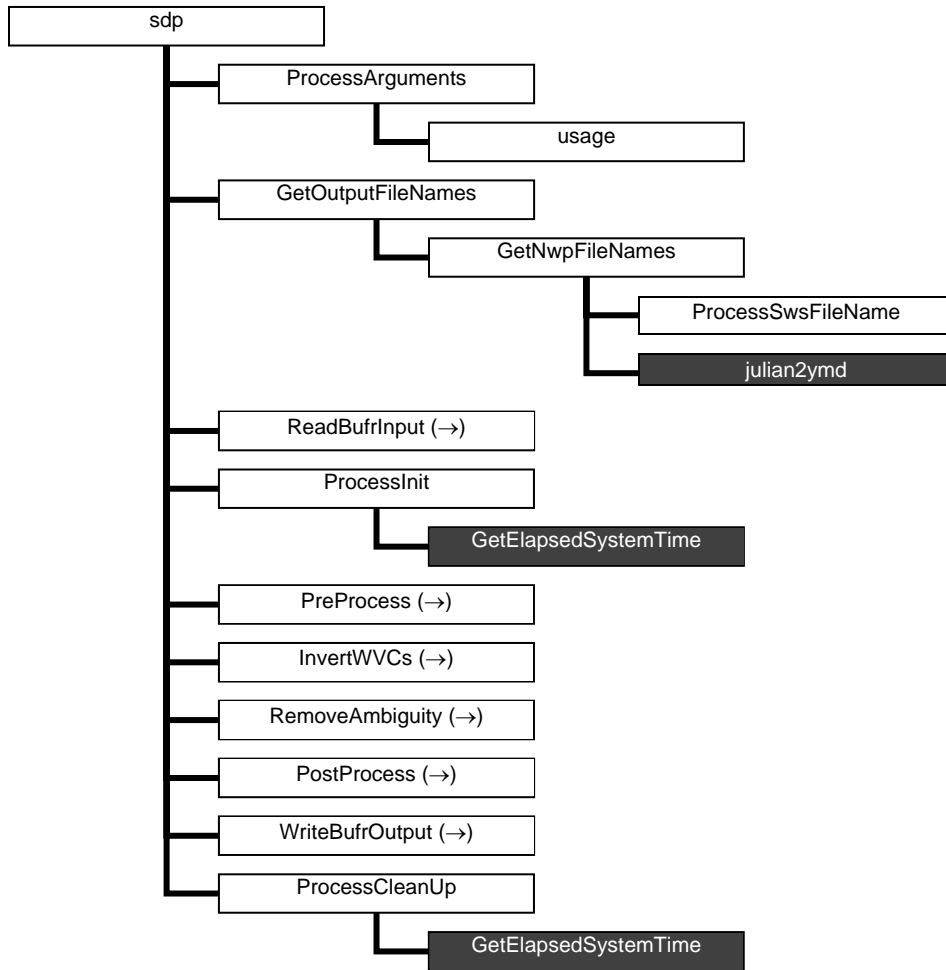 sdp
ProcessArguments
usage
GetOutputFileNames
GetNwpFileNames
ProcessSwsFileName
julian2ymd
ReadBufrInput (→)
ProcessInit
GetElapsedSystemTime
PreProcess (→)
InvertWVCs (→)
RemoveAmbiguity (→)
PostProcess (→)
WriteBufrOutput (→)
ProcessCleanUp
GetElapsedSystemTime